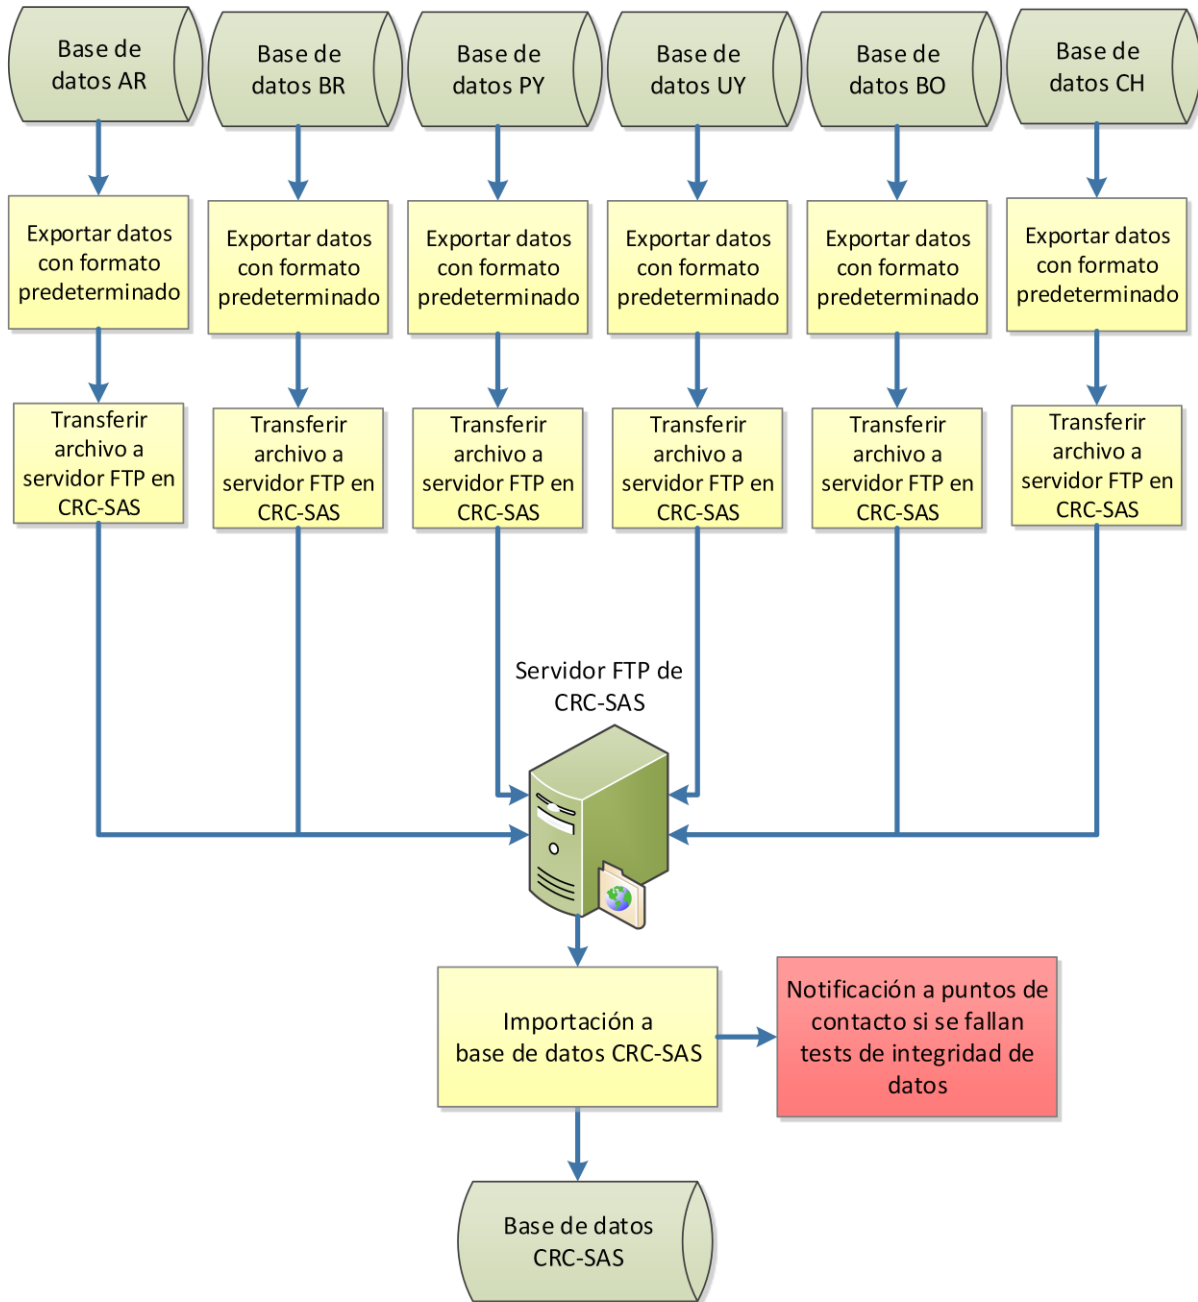 Base de
datos AR
Base de
datos BR
Base de
datos PY
Base de
datos UY
Base de
datos BO
Base de
datos CH
Exportar datos
con formato
predeterminado
Exportar datos
con formato
predeterminado
Exportar datos
con formato
predeterminado
Exportar datos
con formato
predeterminado
Exportar datos
con formato
predeterminado
Exportar datos
con formato
predeterminado
Transferir
archivo a
servidor FTP en
CRC-SAS
Transferir
archivo a
servidor FTP en
CRC-SAS
Transferir
archivo a
servidor FTP en
CRC-SAS
Transferir
archivo a
servidor FTP en
CRC-SAS
Transferir
archivo a
servidor FTP en
CRC-SAS
Transferir
archivo a
servidor FTP en
CRC-SAS
Servidor FTP de
CRC-SAS
Importación a
base de datos CRC-SAS
Notificación a puntos de
contacto si se fallan
tests de integridad de
datos
Base de datos
CRC-SAS